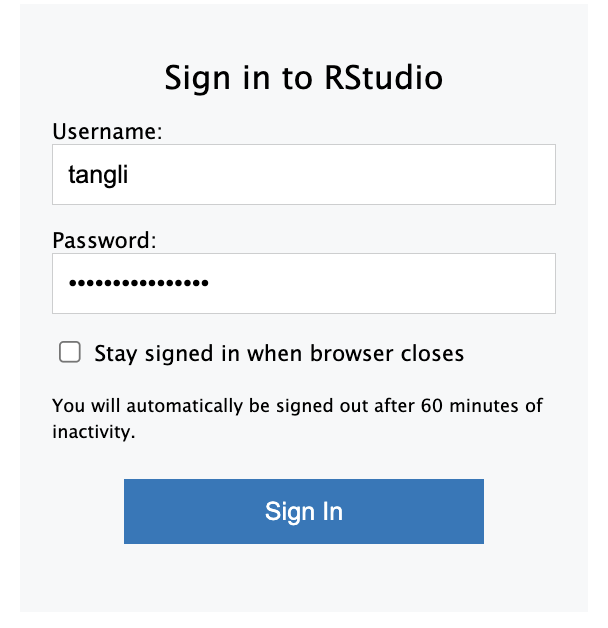 Sign in to RStudio
Username:
tangli
Password:
••••••••••••••••
Stay signed in when browser closes
You will automatically be signed out after 60 minutes of
inactivity.
Sign In